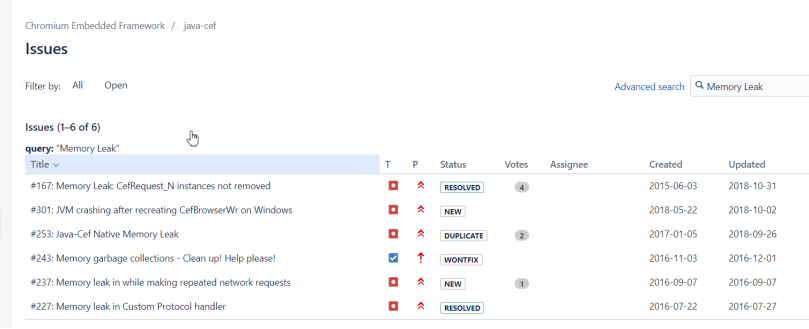 Chromium Embedded Framework / java-cef
Issues
Filter by: All Open Advanced search Memory Leak
Issues (1–6 of 6)
query: "Memory Leak"
Title T P Status Votes Assignee Created Updated
#167: Memory Leak: CefRequest_N instances not removed RESOLVED 4 2015-06-03 2018-10-31
#301: JVM crashing after recreating CefBrowserWr on Windows NEW 2018-05-22 2018-10-02
#253: Java-Cef Native Memory Leak DUPLICATE 2 2017-01-05 2018-09-26
#243: Memory garbage collections - Clean up! Help please! WONTFIX 2016-11-03 2016-12-01
#237: Memory leak in while making repeated network requests NEW 1 2016-09-07 2016-09-07
#227: Memory leak in Custom Protocol handler RESOLVED 2016-07-22 2016-07-27